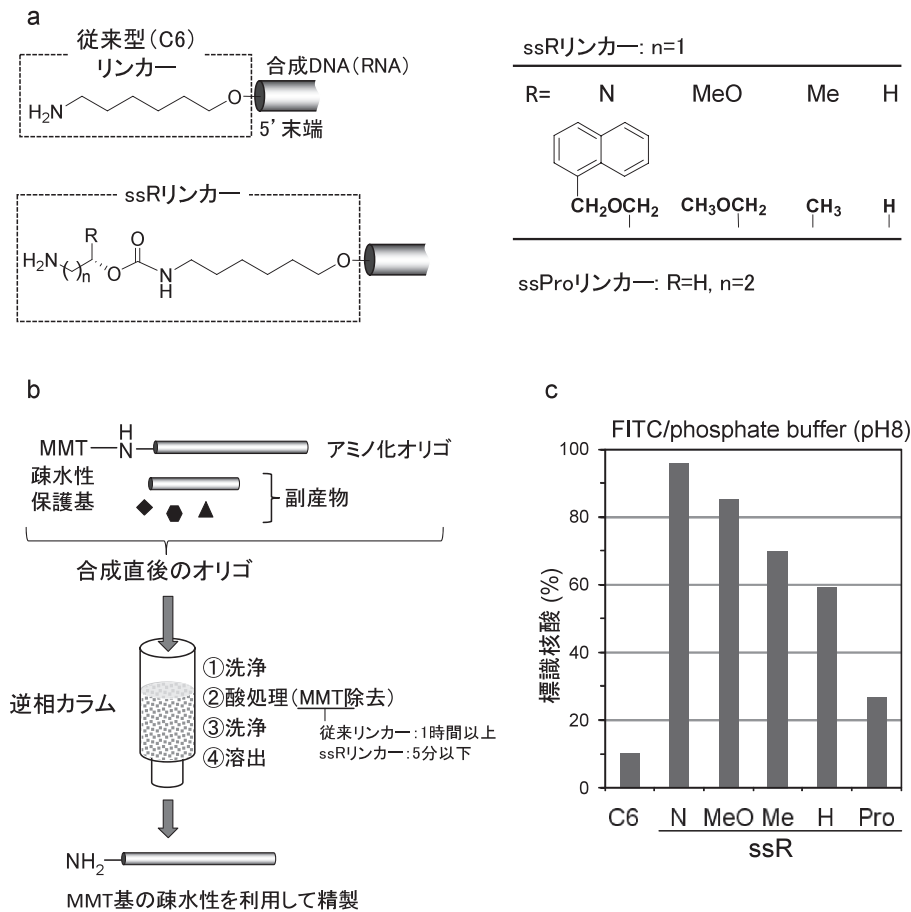 a
従来型(C6)
リンカー
合成DNA(RNA)
H₂N
O
5' 末端
ssRリンカー
R
O
H₂N
n
O
N
H
O
ssRリンカー: n=1
R= N MeO Me H
CH₂OCH₂ CH₃OCH₂ CH₃ H
ssProリンカー: R=H, n=2
b
H
MMT N アミノ化オリゴ
疎水性
保護基
副産物
合成直後のオリゴ
逆相カラム
①洗浄
②酸処理(MMT除去)
従来リンカー:1時間以上
ssRリンカー:5分以下
③洗浄
④溶出
NH₂
MMT基の疎水性を利用して精製
c
FITC/phosphate buffer (pH8)
標識核酸 (%)
100
80
60
40
20
0
C6 N MeO Me H Pro
ssR